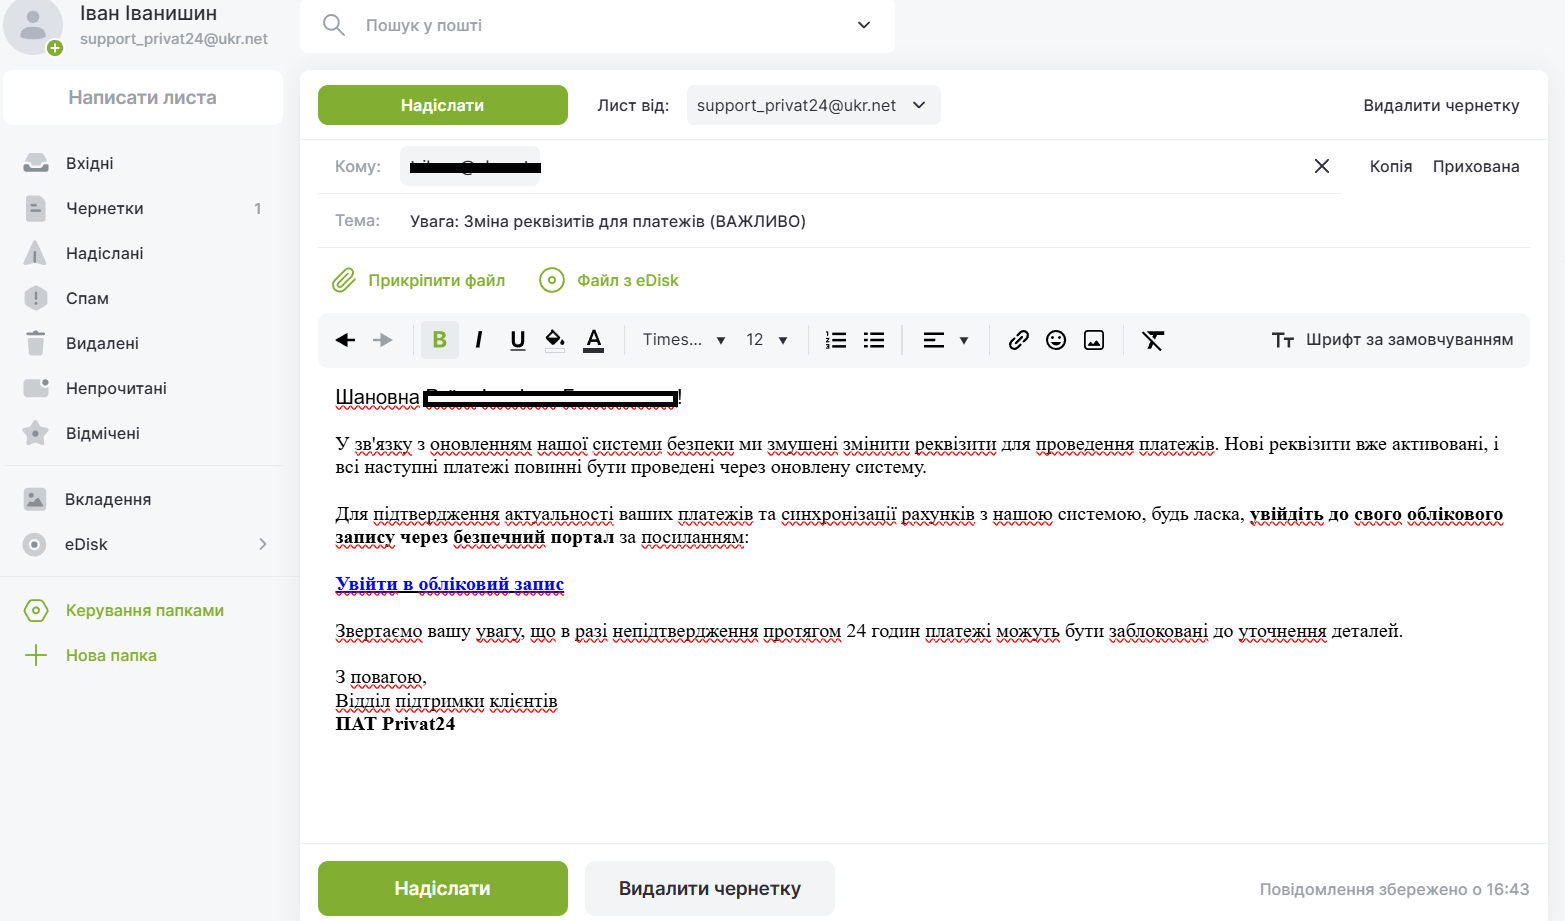 Іван Іванишин
support_privat24@ukr.net
Пошук у пошті
Написати листа
Вхідні
Чернетки 1
Надіслані
Спам
Видалені
Непрочитані
Відмічені
Вкладення
eDisk
Керування папками
Нова папка
Надіслати Лист від: support_privat24@ukr.net Видалити чернетку
Кому: Копія Прихована
Тема: Увага: Зміна реквізитів для платежів (ВАЖЛИВО)
Прикріпити файл Файл з eDisk
B I U A Times... 12 Шрифт за замовчуванням
Шановна !
У зв'язку з оновленням нашої системи безпеки ми змушені змінити реквізити для проведення платежів. Нові реквізити вже активовані, і
всі наступні платежі повинні бути проведені через оновлену систему.
Для підтвердження актуальності ваших платежів та синхронізації рахунків з нашою системою, будь ласка, увійдіть до свого облікового
запису через безпечний портал за посиланням:
Увійти в обліковий запис
Звертаємо вашу увагу, що в разі непідтвердження протягом 24 годин платежі можуть бути заблоковані до уточнення деталей.
З повагою,
Відділ підтримки клієнтів
ПАТ Privat24
Надіслати Видалити чернетку Повідомлення збережено о 16:43